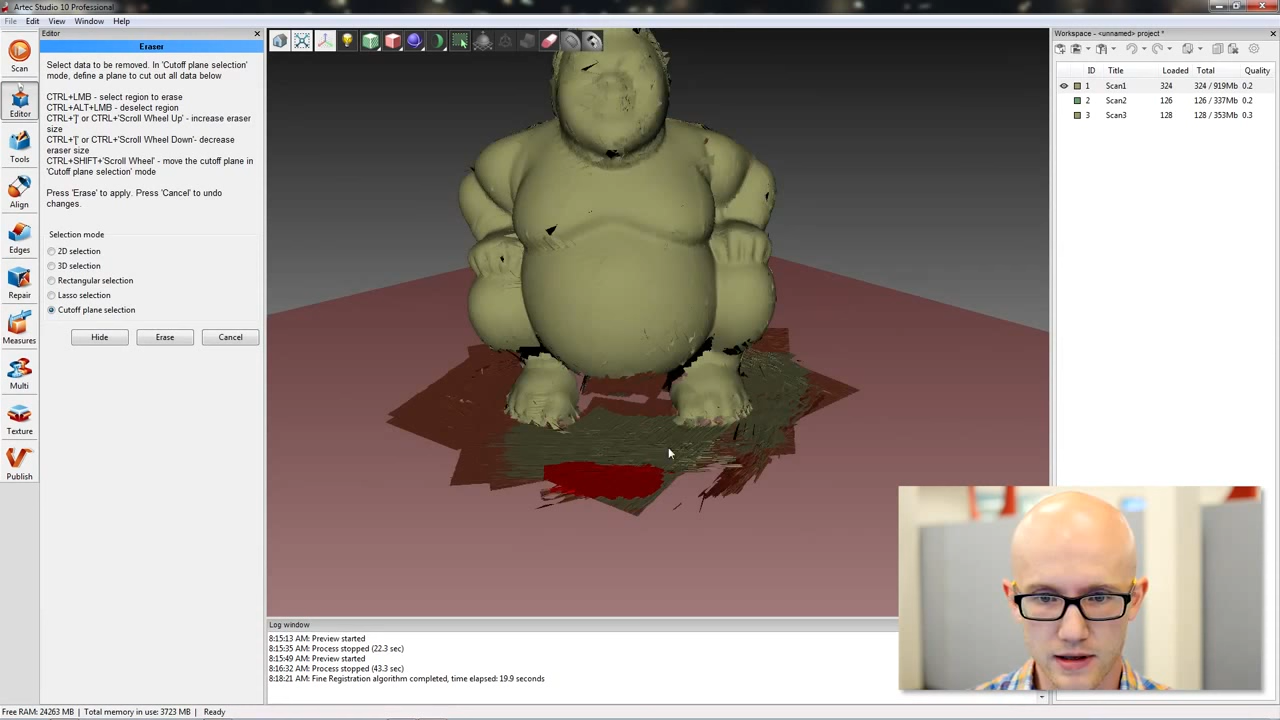 Artec Studio 10 Professional
File Edit View Window Help
Editor
Eraser
Select data to be removed. In 'Cutoff plane selection'
mode, define a plane to cut out all data below
CTRL+LMB - select region to erase
CTRL+ALT+LMB - deselect region
CTRL+']' or CTRL+'Scroll Wheel Up' - increase eraser
size
CTRL+'[' or CTRL+'Scroll Wheel Down'- decrease
eraser size
CTRL+SHIFT+'Scroll Wheel' - move the cutoff plane in
'Cutoff plane selection' mode
Press 'Erase' to apply. Press 'Cancel' to undo
changes.
Selection mode
2D selection
3D selection
Rectangular selection
Lasso selection
Cutoff plane selection
Hide Erase Cancel
Scan
Editor
Tools
Align
Edges
Repair
Measures
Multi
Texture
Publish
Workspace - <unnamed> project *
ID Title Loaded Total Quality
1 Scan1 324 324 / 919Mb 0.2
2 Scan2 126 126 / 337Mb 0.2
3 Scan3 128 128 / 353Mb 0.3
Log window
8:15:13 AM: Preview started
8:15:35 AM: Process stopped (22.3 sec)
8:15:49 AM: Preview started
8:16:32 AM: Process stopped (43.3 sec)
8:18:21 AM: Fine Registration algorithm completed, time elapsed: 19.9 seconds
Free RAM: 24263 MB | Total memory in use: 3723 MB | Ready